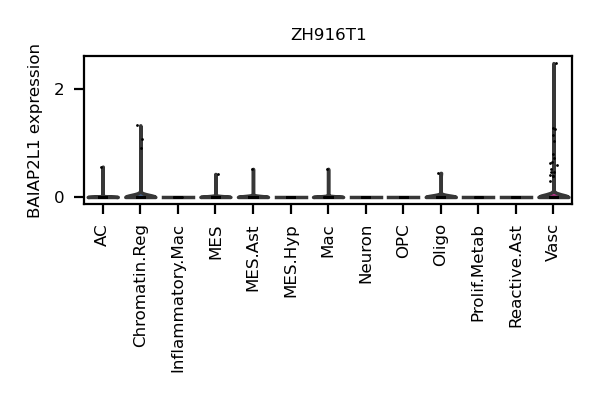 ZH916T1
BAIAP2L1 expression
2
0
AC
Chromatin.Reg
Inflammatory.Mac
MES
MES.Ast
MES.Hyp
Mac
Neuron
OPC
Oligo
Prolif.Metab
Reactive.Ast
Vasc